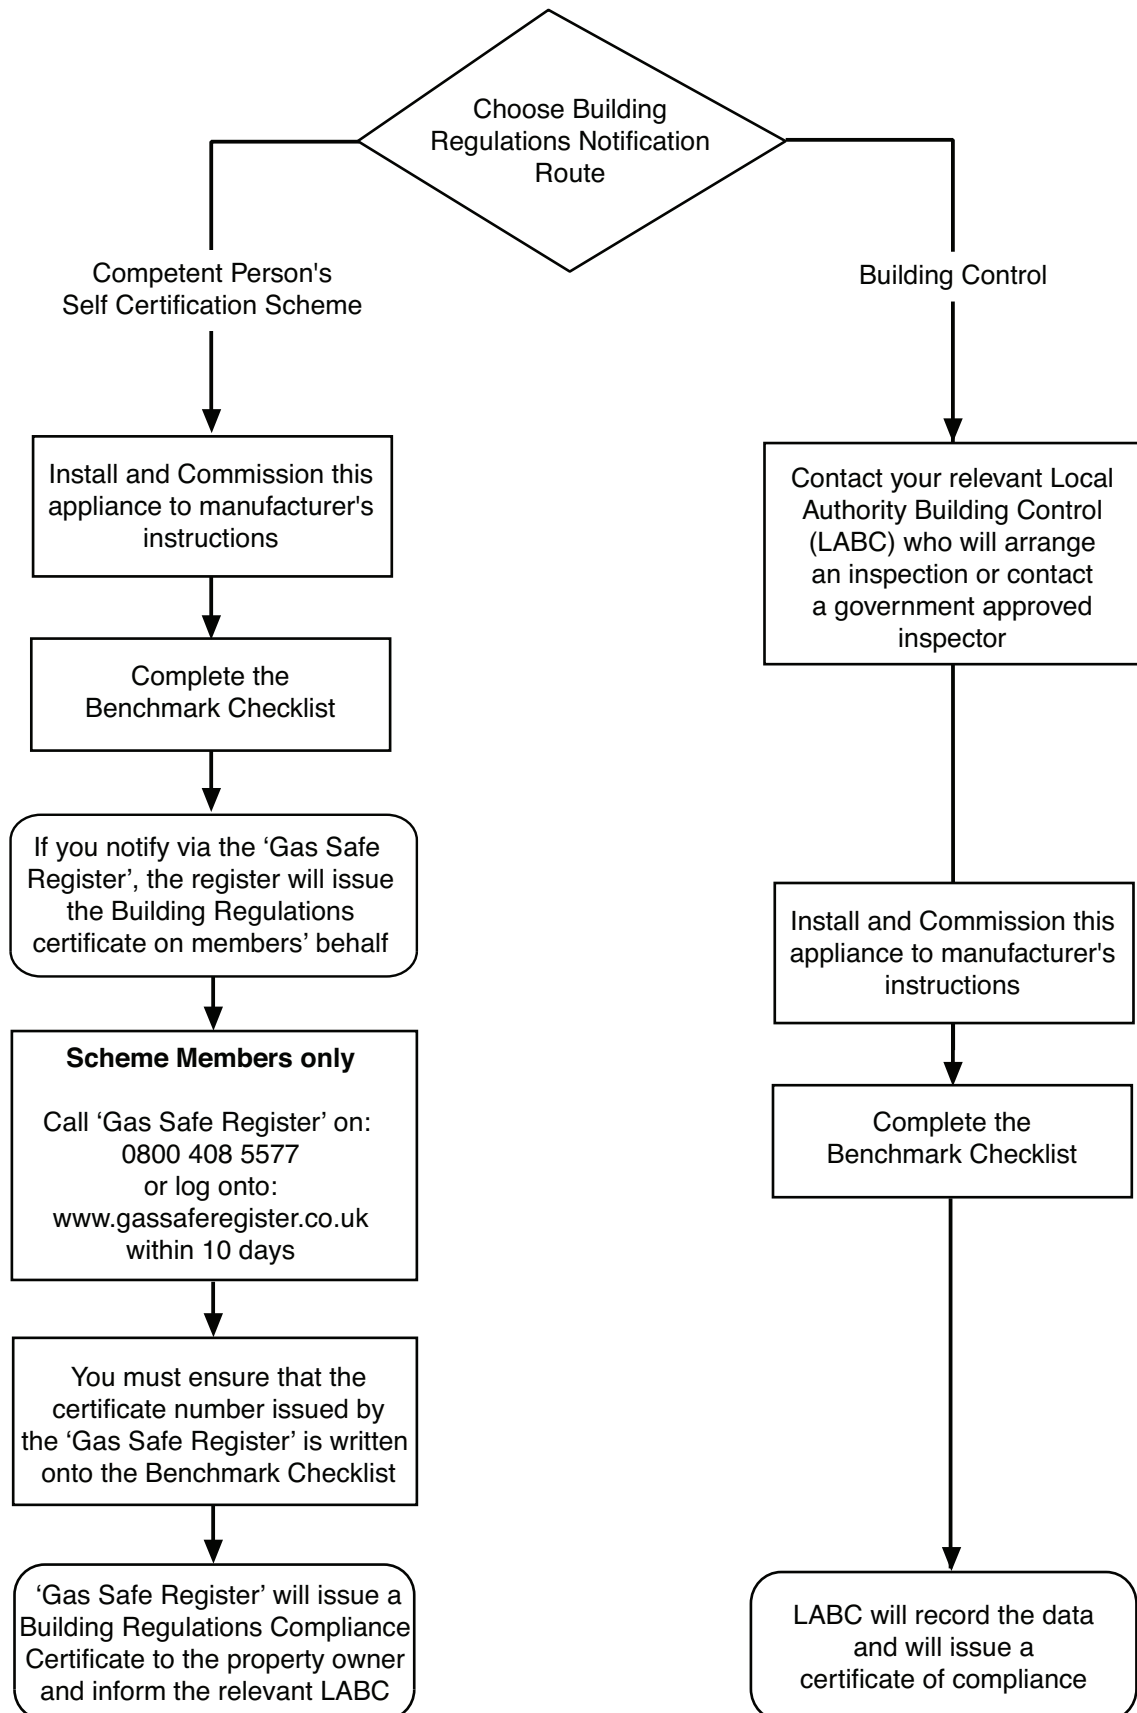 Choose Building
Regulations Notification
Route
Competent Person's
Self Certification Scheme
Building Control
Install and Commission this
appliance to manufacturer's
instructions
Complete the
Benchmark Checklist
If you notify via the ‘Gas Safe
Register’, the register will issue
the Building Regulations
certificate on members’ behalf
Scheme Members only
Call ‘Gas Safe Register’ on:
0800 408 5577
or log onto:
www.gassaferegister.co.uk
within 10 days
You must ensure that the
certificate number issued by
the ‘Gas Safe Register’ is written
onto the Benchmark Checklist
‘Gas Safe Register’ will issue a
Building Regulations Compliance
Certificate to the property owner
and inform the relevant LABC
Contact your relevant Local
Authority Building Control
(LABC) who will arrange
an inspection or contact
a government approved
inspector
Install and Commission this
appliance to manufacturer's
instructions
Complete the
Benchmark Checklist
LABC will record the data
and will issue a
certificate of compliance